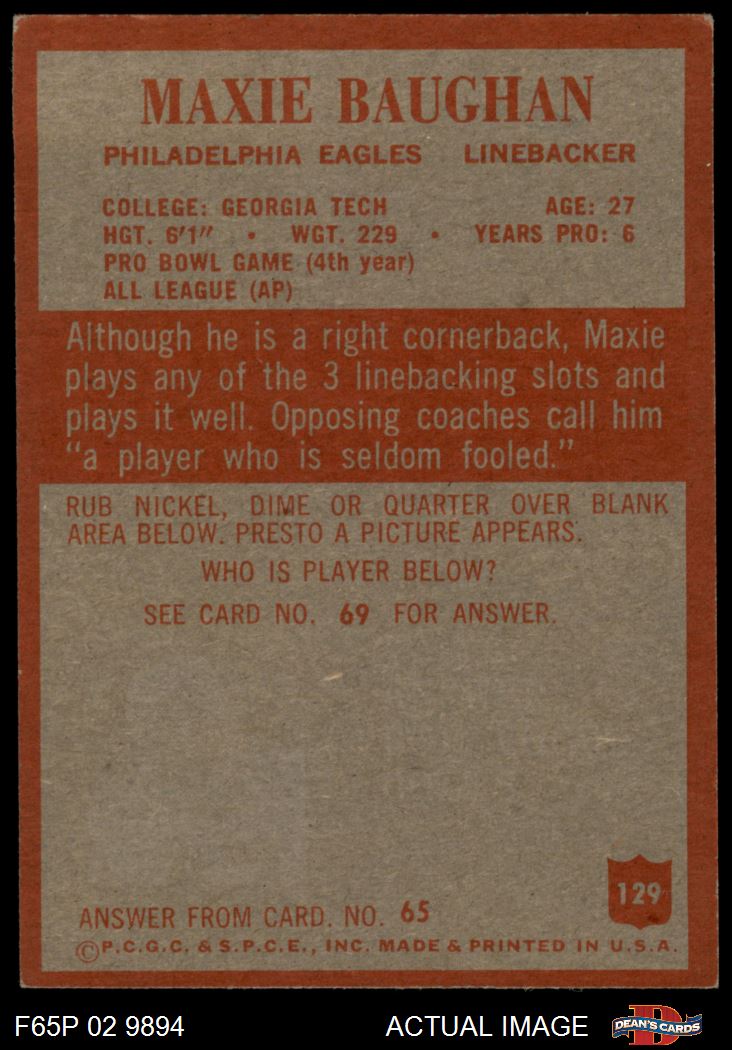 MAXIE BAUGHAN
PHILADELPHIA EAGLES LINEBACKER
COLLEGE: GEORGIA TECH AGE: 27
HGT. 6'1" • WGT. 229 • YEARS PRO: 6
PRO BOWL GAME (4th year)
ALL LEAGUE (AP)
Although he is a right cornerback, Maxie
plays any of the 3 linebacking slots and
plays it well. Opposing coaches call him
"a player who is seldom fooled."
RUB NICKEL, DIME OR QUARTER OVER BLANK
AREA BELOW. PRESTO A PICTURE APPEARS.
WHO IS PLAYER BELOW?
SEE CARD NO. 69 FOR ANSWER.
129
ANSWER FROM CARD. NO. 65
©P.C.G.C. & S.P.C.E., INC. MADE & PRINTED IN U.S.A.
F65P 02 9894 ACTUAL IMAGE
D
DEAN'S CARDS